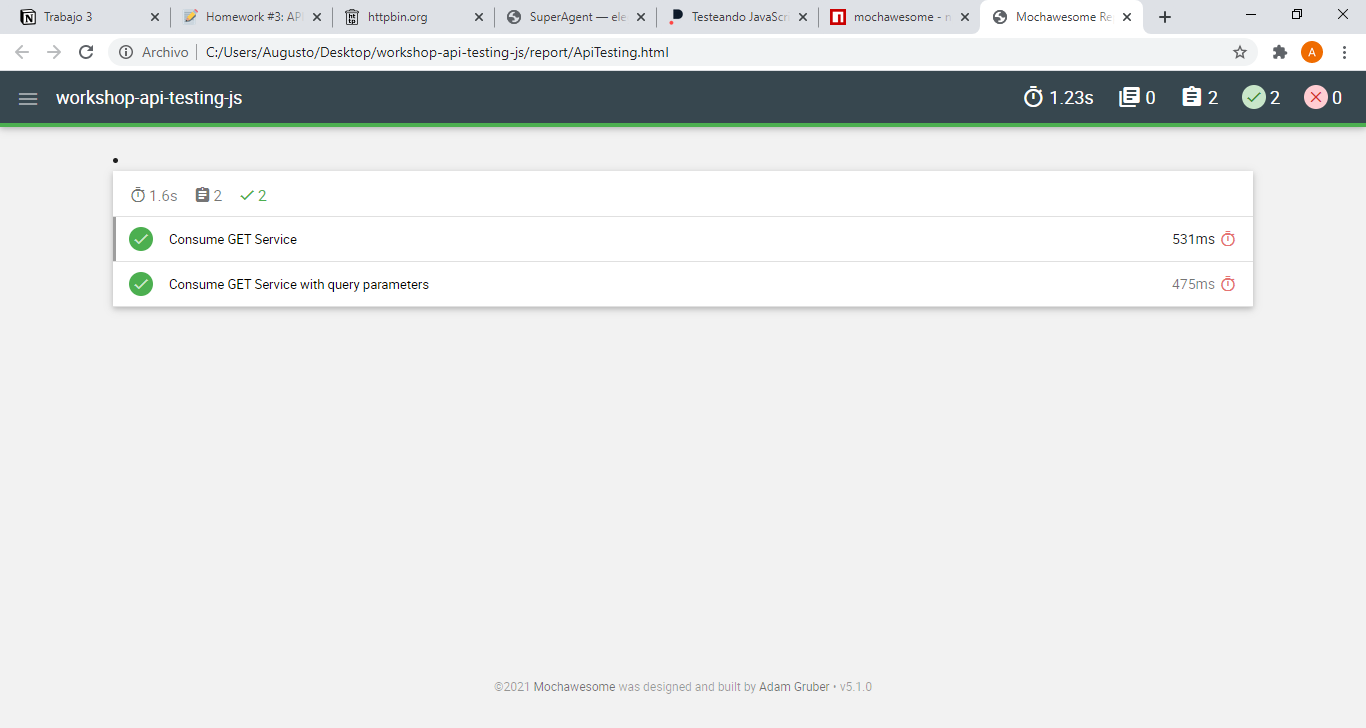 Trabajo 3
Homework #3: AP
httpbin.org
SuperAgent — ele
Testeando JavaScri
mochawesome - n
Mochawesome Re
Archivo
C:/Users/Augusto/Desktop/workshop-api-testing-js/report/ApiTesting.html
A
workshop-api-testing-js
1.23s 0 2 2 0
1.6s 2 2
Consume GET Service 531ms
Consume GET Service with query parameters 475ms
©2021 Mochawesome was designed and built by Adam Gruber • v5.1.0